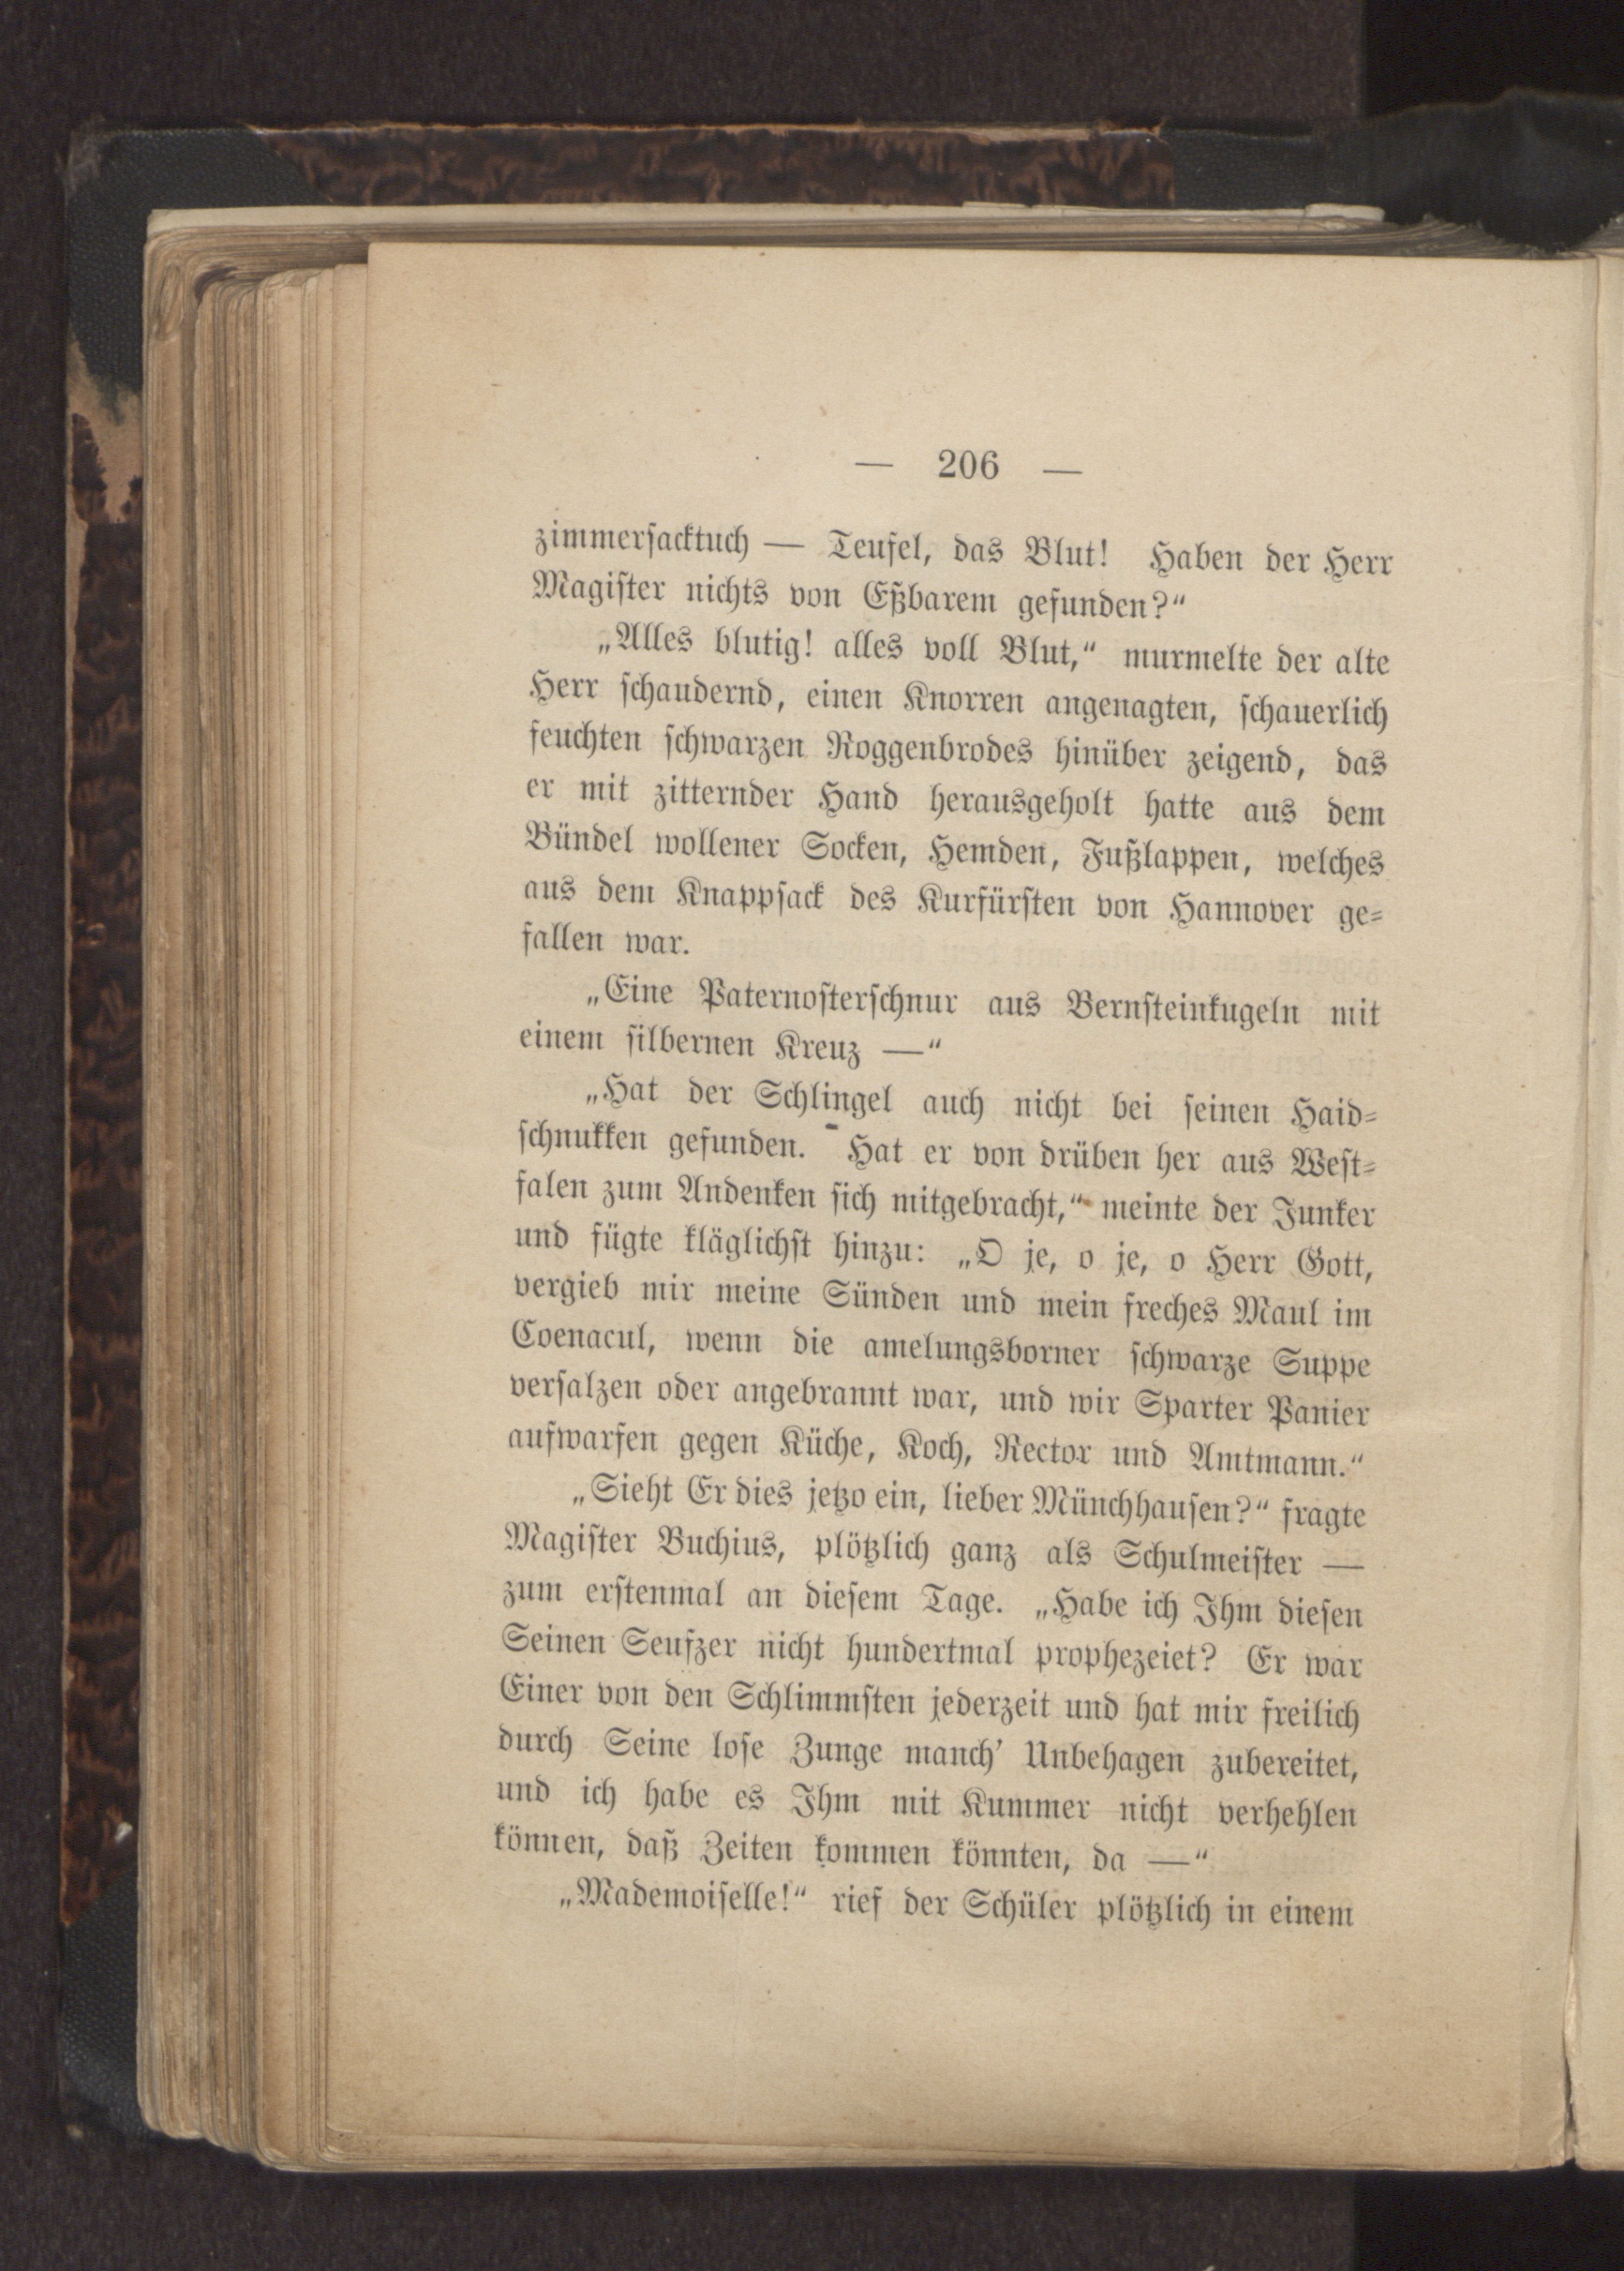 — 206 —
zimmersacktuch — Teufel, das Blut! Haben der Herr
Magister nichts von Eßbarem gefunden?“
„Alles blutig! alles voll Blut,“ murmelte der alte
Herr schaudernd, einen Knorren angenagten, schauerlich
feuchten schwarzen Roggenbrodes hinüber zeigend, das
er mit zitternder Hand herausgeholt hatte aus dem
Bündel wollener Socken, Hemden, Fußlappen, welches
aus dem Knappsack des Kurfürsten von Hannover ge-
fallen war.
„Eine Paternosterschnur aus Bernsteinkugeln mit
einem silbernen Kreuz —“
„Hat der Schlingel auch nicht bei seinen Haid-
schnukken gefunden. Hat er von drüben her aus West-
falen zum Andenken sich mitgebracht,“ meinte der Junker
und fügte kläglichst hinzu: „O je, o je, o Herr Gott,
vergieb mir meine Sünden und mein freches Maul im
Coenacul, wenn die amelungsborner schwarze Suppe
versalzen oder angebrannt war, und wir Sparter Panier
aufwarfen gegen Küche, Koch, Rector und Amtmann.“
„Sieht Er dies jetzo ein, lieber Münchhausen?“ fragte
Magister Buchius, plötzlich ganz als Schulmeister —
zum erstenmal an diesem Tage. „Habe ich Ihm diesen
Seinen Seufzer nicht hundertmal prophezeiet? Er war
Einer von den Schlimmsten jederzeit und hat mir freilich
durch Seine lose Zunge manch’ Unbehagen zubereitet,
und ich habe es Ihm mit Kummer nicht verhehlen
können, daß Zeiten kommen könnten, da —“
„Mademoiselle!“ rief der Schüler plötzlich in einem